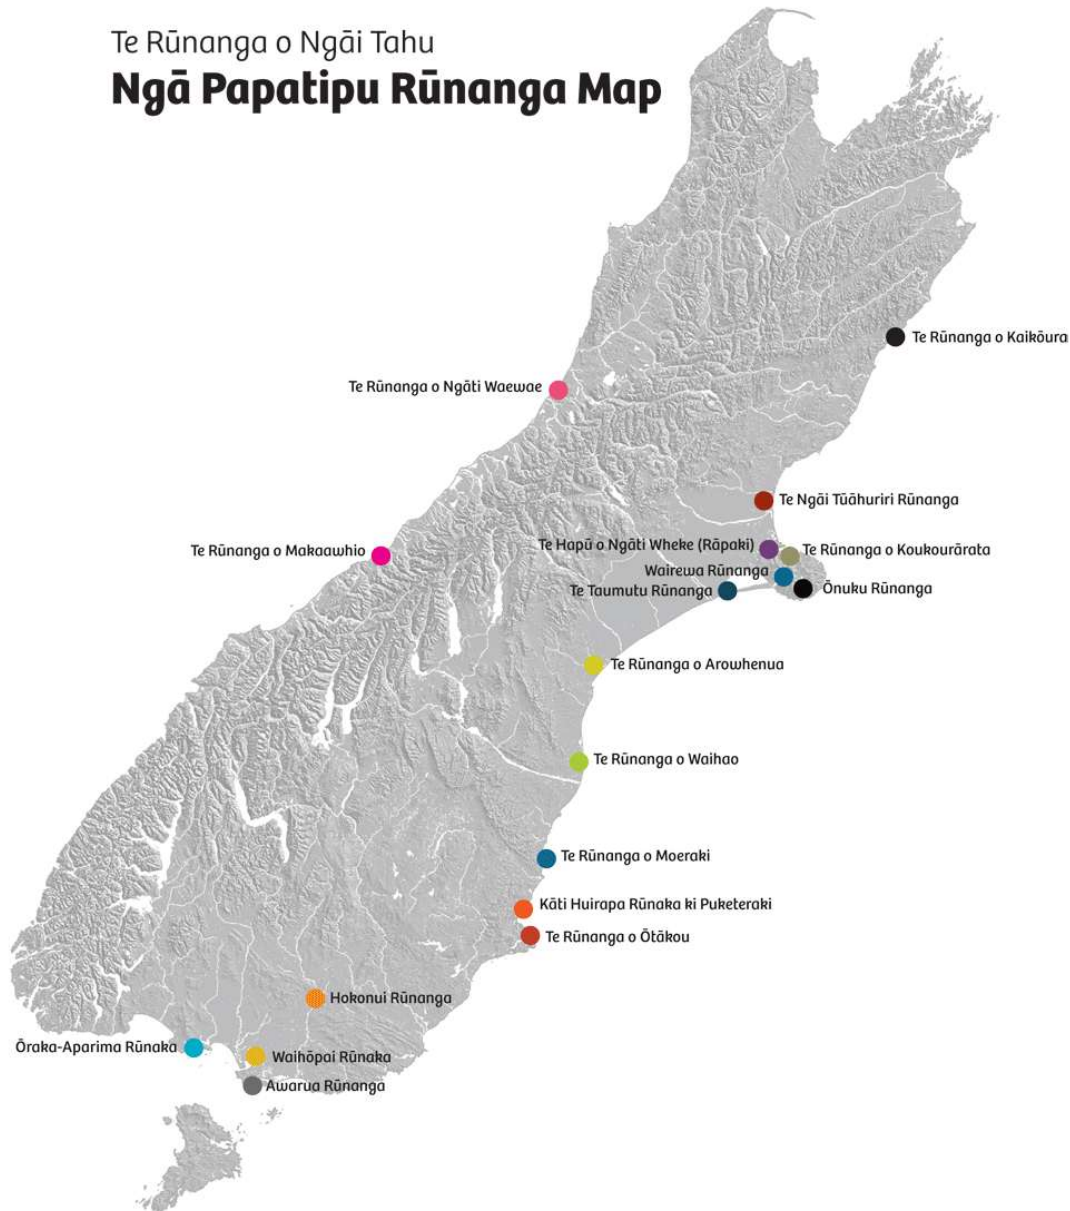 Te Rūnanga o Ngāi Tahu
Ngā Papatipu Rūnanga Map
Te Rūnanga o Kaikōura
Te Rūnanga o Ngāti Waewae
Te Ngāi Tūāhuriri Rūnanga
Te Hapū o Ngāti Wheke (Rāpaki)
Te Rūnanga o Koukourārata
Te Rūnanga o Makaawhio
Wairewa Rūnanga
Te Taumutu Rūnanga
Ōnuku Rūnanga
Te Rūnanga o Arowhenua
Te Rūnanga o Waihao
Te Rūnanga o Moeraki
Kāti Huirapa Rūnaka ki Puketeraki
Te Rūnanga o Ōtākou
Hokonui Rūnanga
Ōraka-Aparima Rūnaka
Waihōpai Rūnaka
Awarua Rūnanga